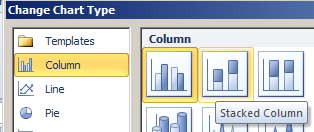 Change Chart Type
Templates
Column
Line
Pie
Column
Stacked Column